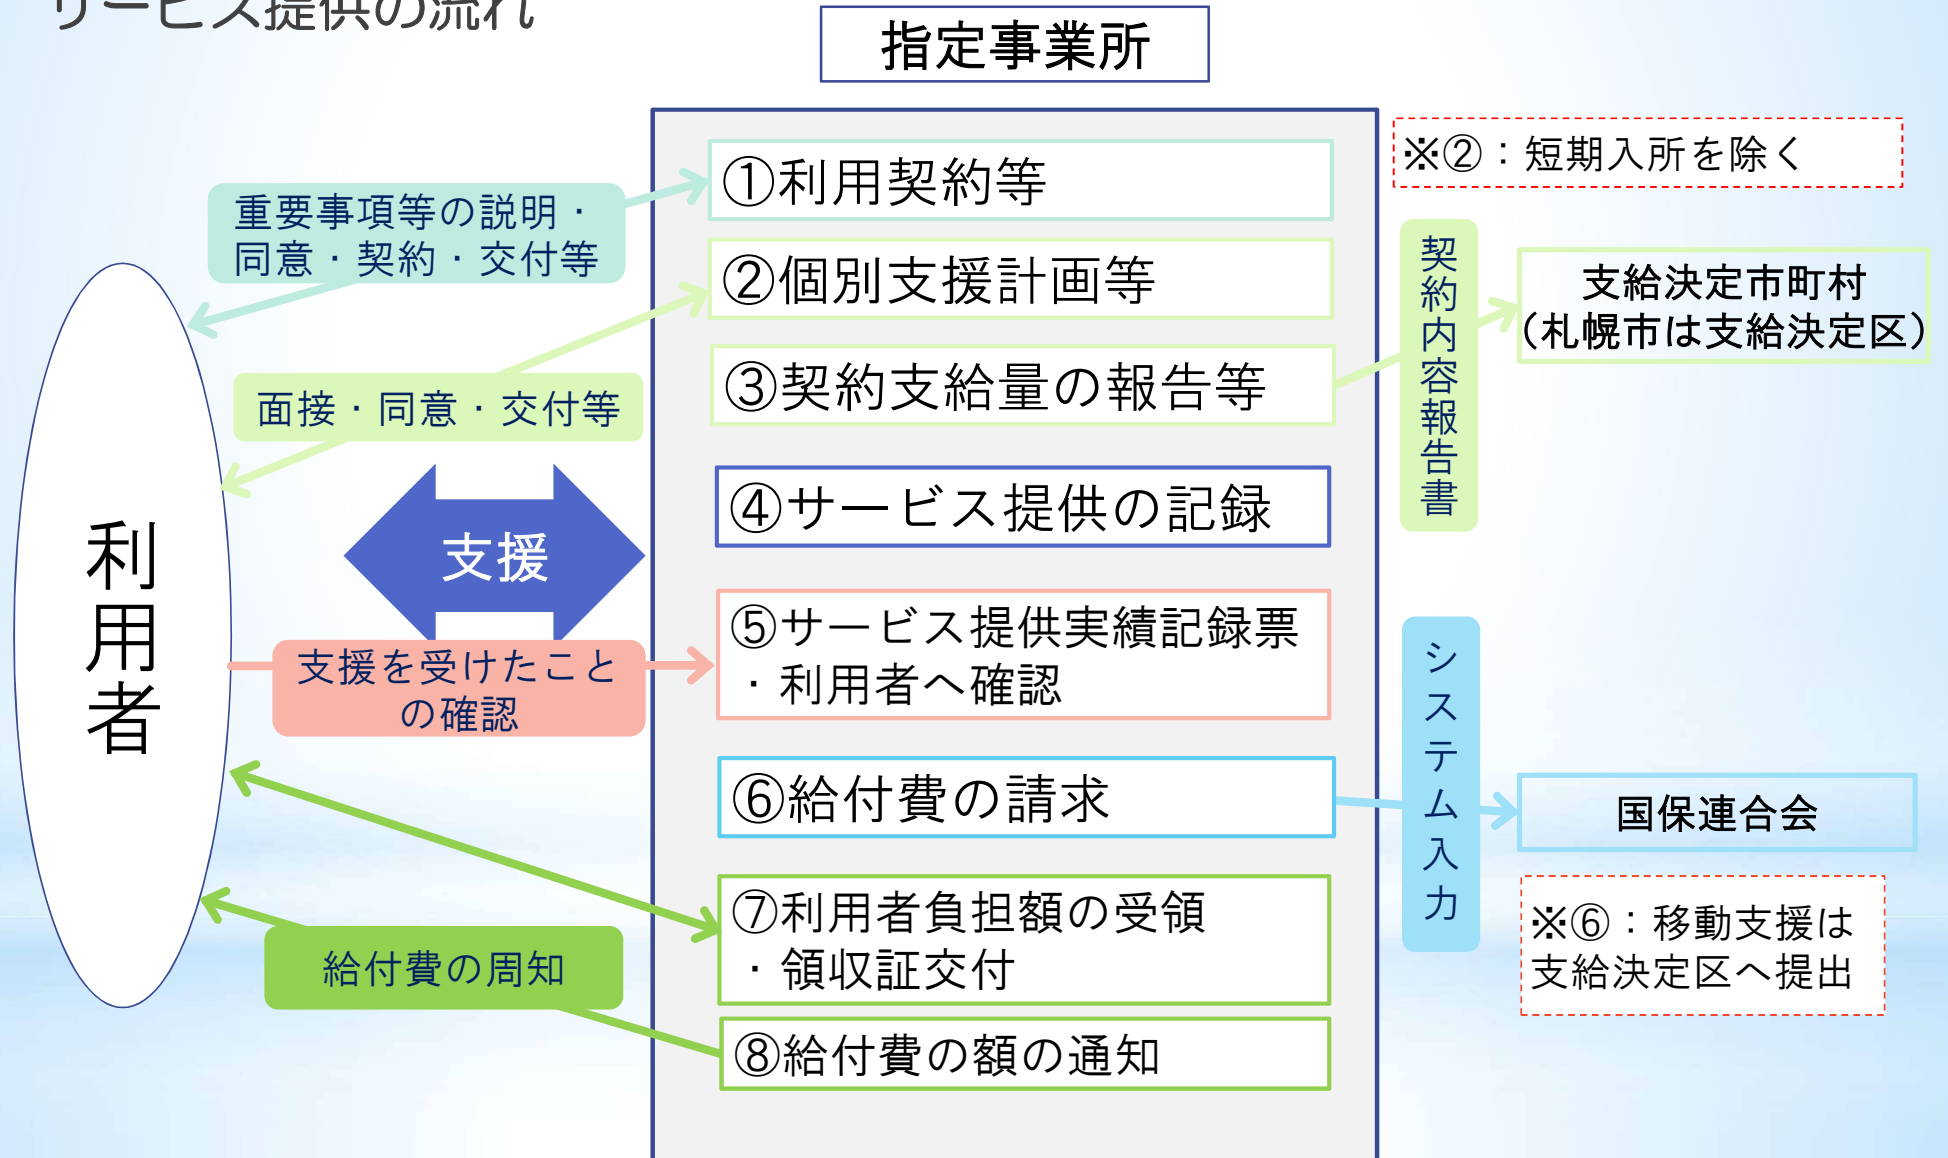 サービス提供の流れ
指定事業所
※②：短期入所を除く
①利用契約等
重要事項等の説明・
同意・契約・交付等
②個別支援計画等
契約内容報告書
支給決定市町村
（札幌市は支給決定区）
③契約支給量の報告等
面接・同意・交付等
④サービス提供の記録
支援
利用者
⑤サービス提供実績記録票
・利用者へ確認
支援を受けたこと
の確認
システム入力
⑥給付費の請求
国保連合会
⑦利用者負担額の受領
・領収証交付
※⑥：移動支援は
支給決定区へ提出
給付費の周知
⑧給付費の額の通知